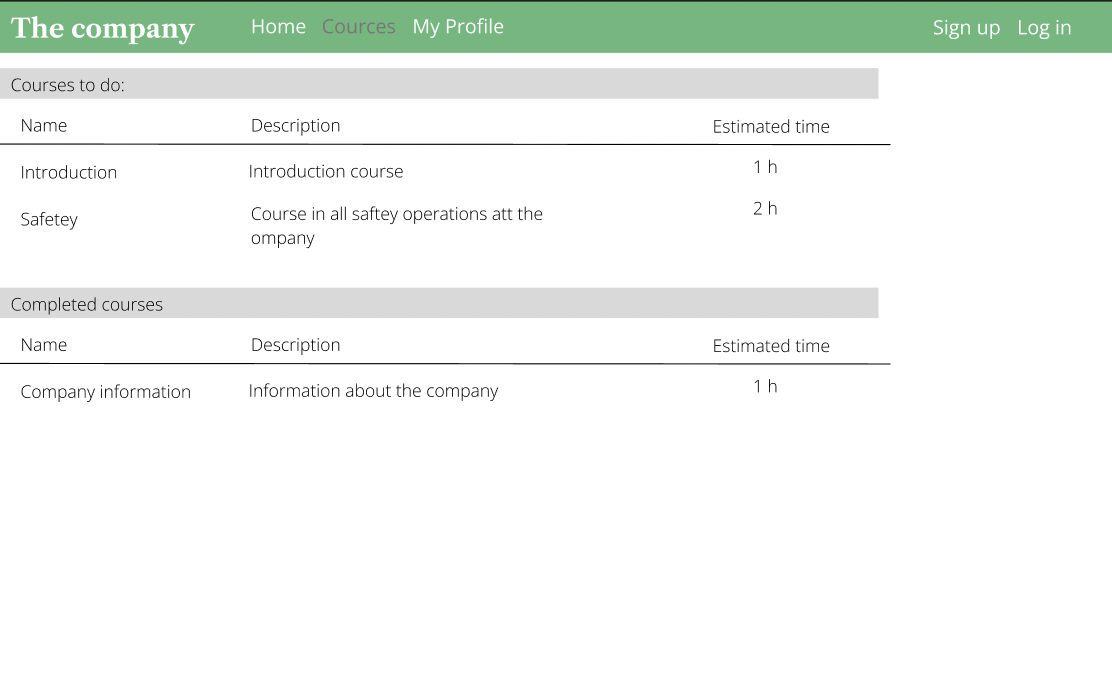 The company Home Cources My Profile Sign up Log in
Courses to do:
Name Description Estimated time
Introduction Introduction course 1 h
Safetey Course in all saftey operations att the 2 h
ompany
Completed courses
Name Description Estimated time
Company information Information about the company 1 h